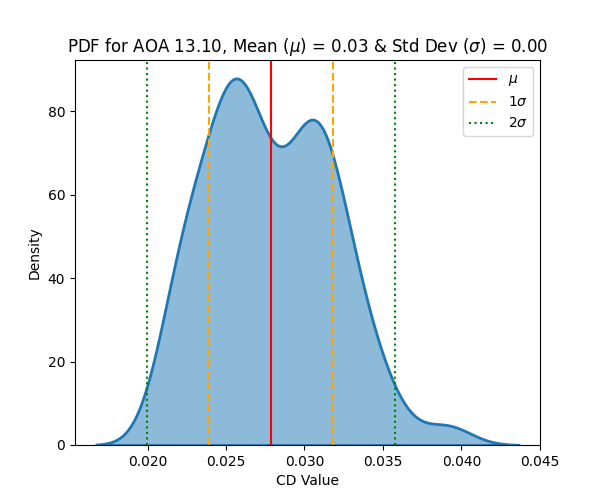 PDF for AOA 13.10, Mean (μ) = 0.03 & Std Dev (σ) = 0.00
μ
1σ
2σ
80
60
40
20
0
Density
0.020 0.025 0.030 0.035 0.040 0.045
CD Value